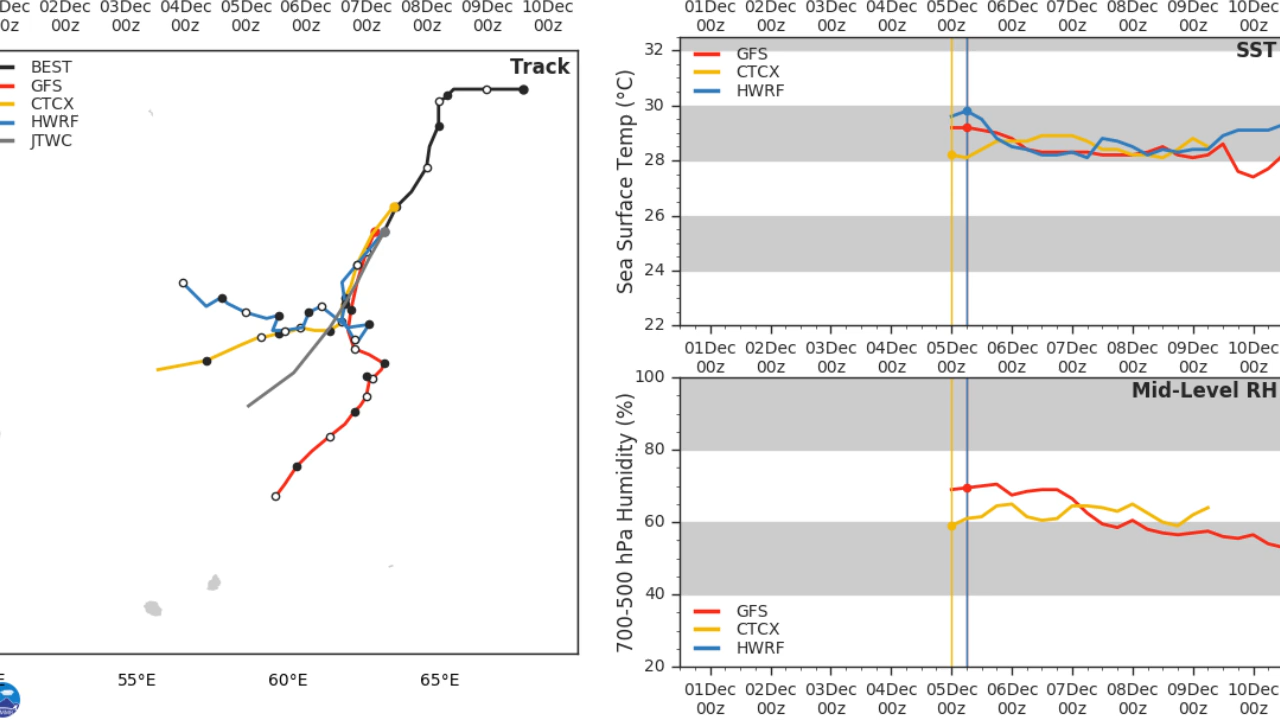 Dec 02Dec 03Dec 04Dec 05Dec 06Dec 07Dec 08Dec 09Dec 10Dec
0z 00z 00z 00z 00z 00z 00z 00z 00z 00z
BEST
GFS
CTCX
HWRF
JTWC
Track
55°E 60°E 65°E
01Dec 02Dec 03Dec 04Dec 05Dec 06Dec 07Dec 08Dec 09Dec 10Dec
00z 00z 00z 00z 00z 00z 00z 00z 00z 00z
SST
GFS
CTCX
HWRF
Sea Surface Temp (°C)
32
30
28
26
24
22
01Dec 02Dec 03Dec 04Dec 05Dec 06Dec 07Dec 08Dec 09Dec 10Dec
00z 00z 00z 00z 00z 00z 00z 00z 00z 00z
Mid-Level RH
700-500 hPa Humidity (%)
100
80
60
40
20
GFS
CTCX
HWRF
01Dec 02Dec 03Dec 04Dec 05Dec 06Dec 07Dec 08Dec 09Dec 10Dec
00z 00z 00z 00z 00z 00z 00z 00z 00z 00z